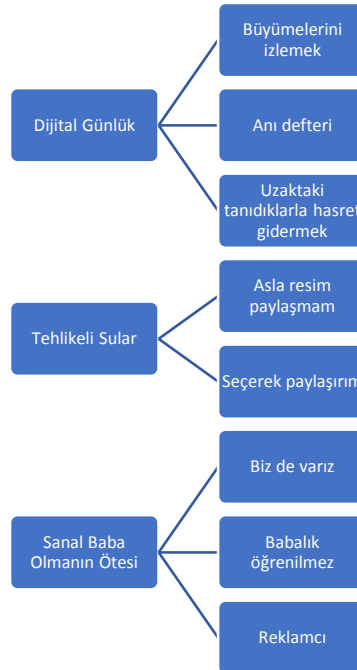 Dijital Günlük
Büyümelerini
izlemek
Anı defteri
Uzaktaki
tanıdıklarla hasret
gidermek
Tehlikeli Sular
Asla resim
paylaşmam
Seçerek paylaşırım
Sanal Baba
Olmanın Ötesi
Biz de varız
Babalık
öğrenilmez
Reklamcı